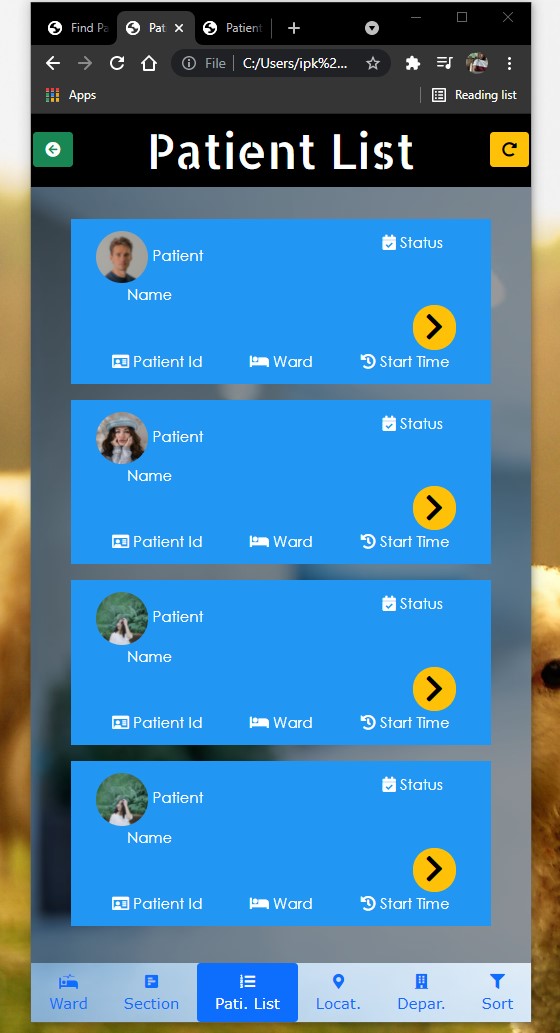 Find Pa
Pat
Patient
File
C:/Users/ipk%2...
Apps
Reading list
Patient List
Patient
Name
Status
Patient Id
Ward
Start Time
Patient
Name
Status
Patient Id
Ward
Start Time
Patient
Name
Status
Patient Id
Ward
Start Time
Patient
Name
Status
Patient Id
Ward
Start Time
Ward
Section
Pati. List
Locat.
Depar.
Sort